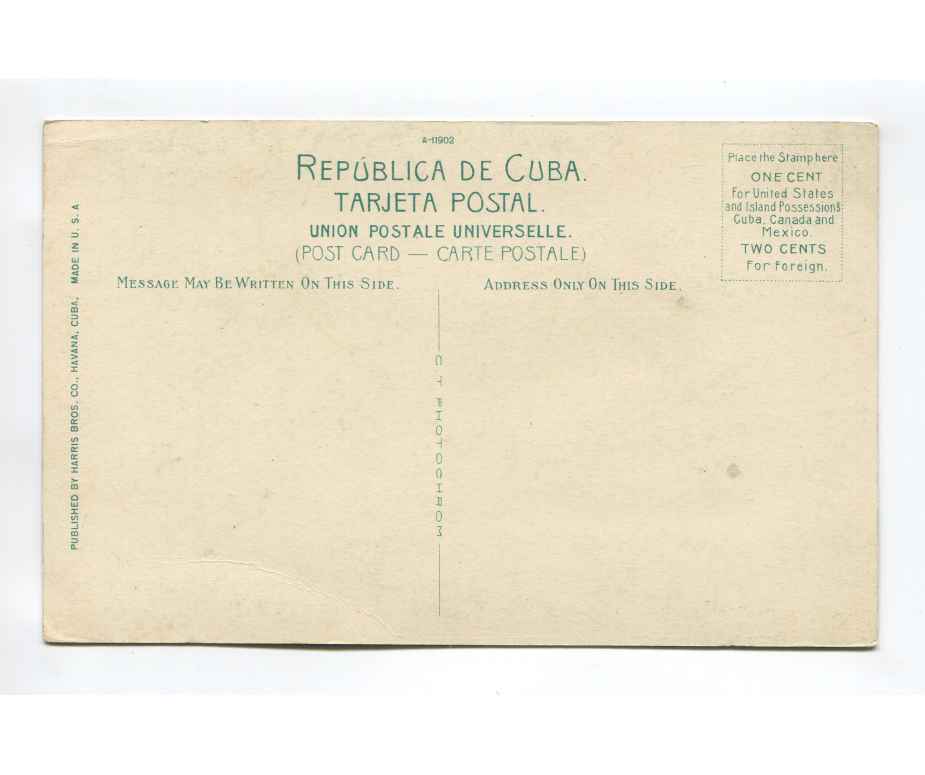 A-11902
REPÚBLICA DE CUBA.
TARJETA POSTAL.
UNION POSTALE UNIVERSELLE.
(POST CARD — CARTE POSTALE)
Place the Stamp here
ONE CENT
For United States
and Island Possessions
Cuba, Canada and
Mexico.
TWO CENTS
For Foreign.
MESSAGE MAY BE WRITTEN ON THIS SIDE.
ADDRESS ONLY ON THIS SIDE.
C. T PHOTOCHROM
PUBLISHED BY HARRIS BROS. CO., HAVANA, CUBA. MADE IN U. S. A